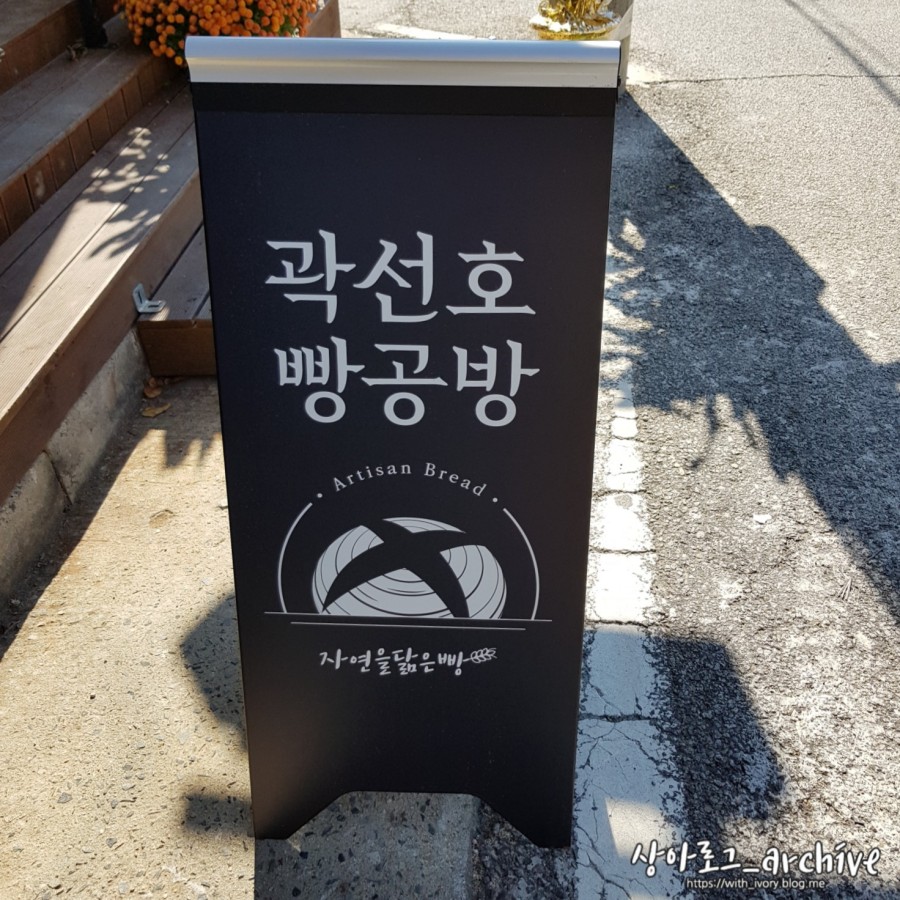 곽선호
빵공방
· Artisan Bread ·
자연을닮은빵
상아로그_archive
https://with_ivory.blog.me